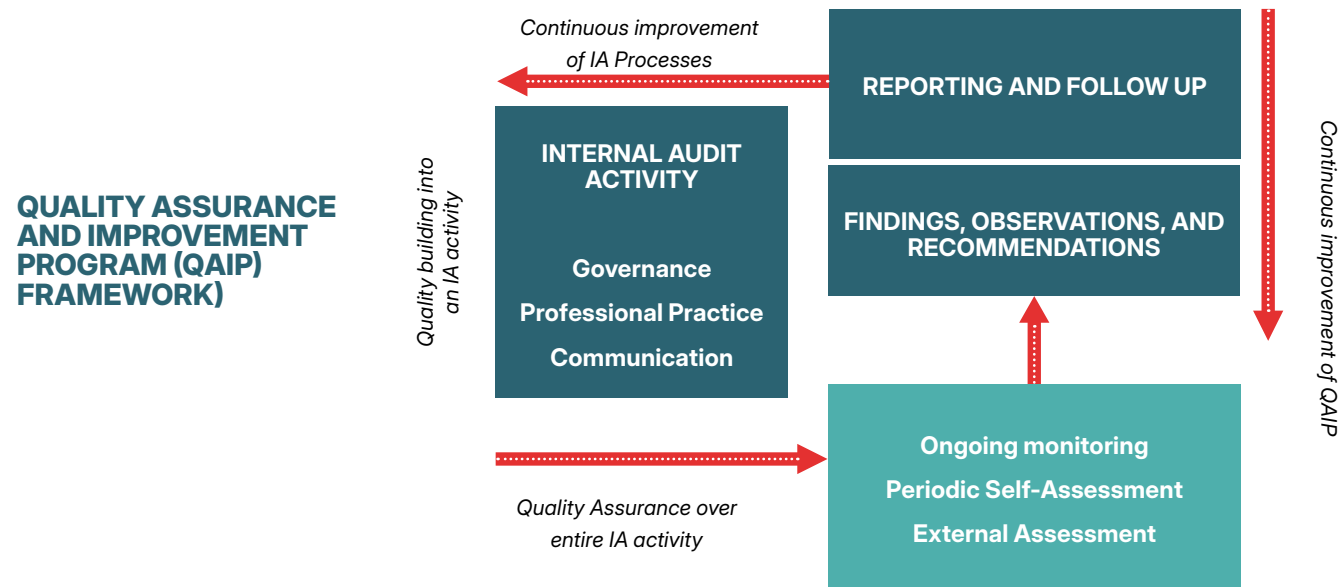 QUALITY ASSURANCE
AND IMPROVEMENT
PROGRAM (QAIP)
FRAMEWORK)
Continuous improvement
of IA Processes
Quality building into
an IA activity
INTERNAL AUDIT
ACTIVITY
Governance
Professional Practice
Communication
REPORTING AND FOLLOW UP
FINDINGS, OBSERVATIONS, AND
RECOMMENDATIONS
Continuous improvement of QAIP
Quality Assurance over
entire IA activity
Ongoing monitoring
Periodic Self-Assessment
External Assessment